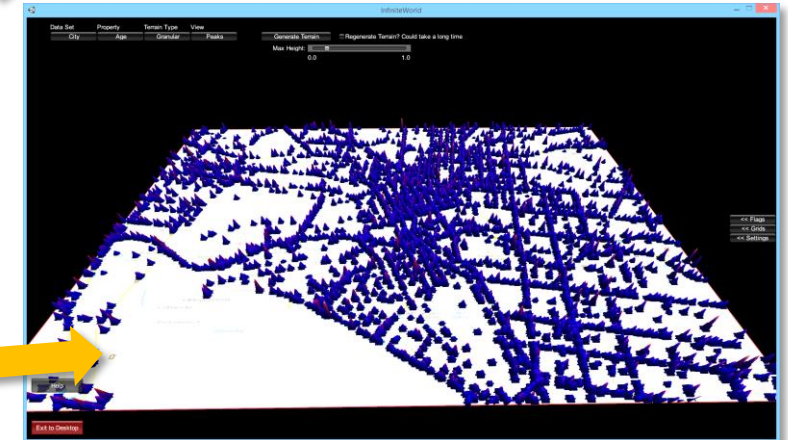 InfiniteWorld
Data Set Property Terrain Type View
City Age Granular Peaks Generate Terrain Regenerate Terrain? Could take a long time
Max Height:
0.0 1.0
<< Flags
<< Grids
<< Settings
Help
Exit to Desktop